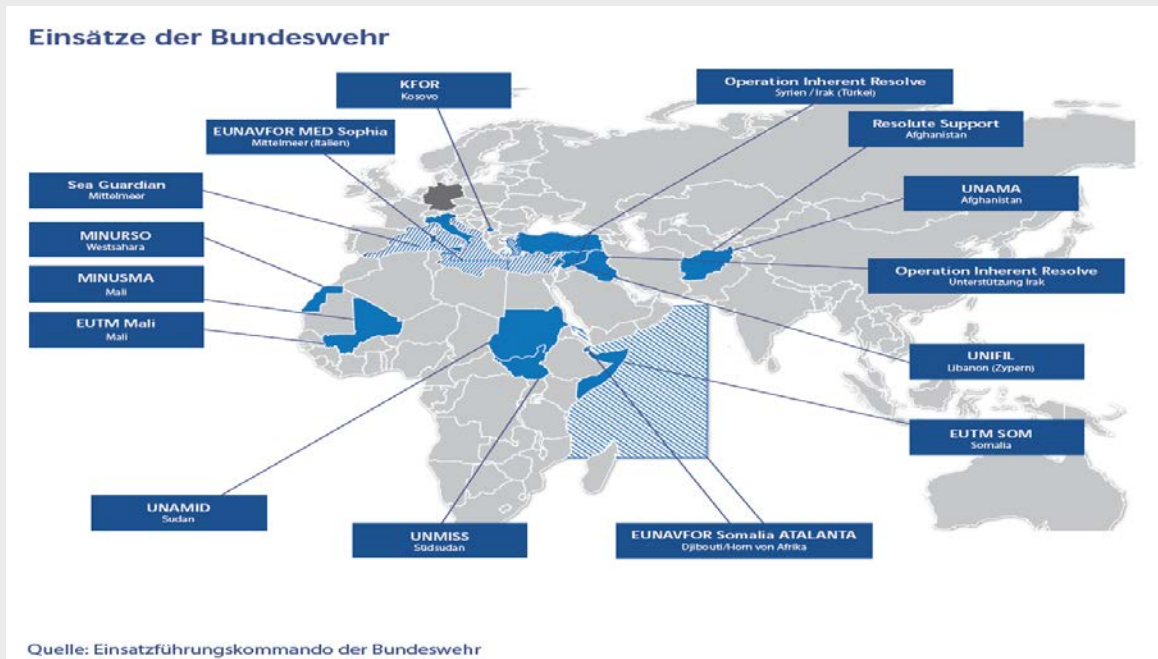 Einsätze der Bundeswehr
KFOR
Kosovo
Operation Inherent Resolve
Syrien / Irak (Türkei)
EUNAVFOR MED Sophia
Mittelmeer (Italien)
Resolute Support
Afghanistan
Sea Guardian
Mittelmeer
UNAMA
Afghanistan
MINURSO
Westsahara
MINUSMA
Mali
Operation Inherent Resolve
Unterstützung Irak
EUTM Mali
Mali
UNIFIL
Libanon (Zypern)
EUTM SOM
Somalia
UNAMID
Sudan
UNMISS
Südsudan
EUNAVFOR Somalia ATALANTA
Djibouti/Horn von Afrika
Quelle: Einsatzführungskommando der Bundeswehr